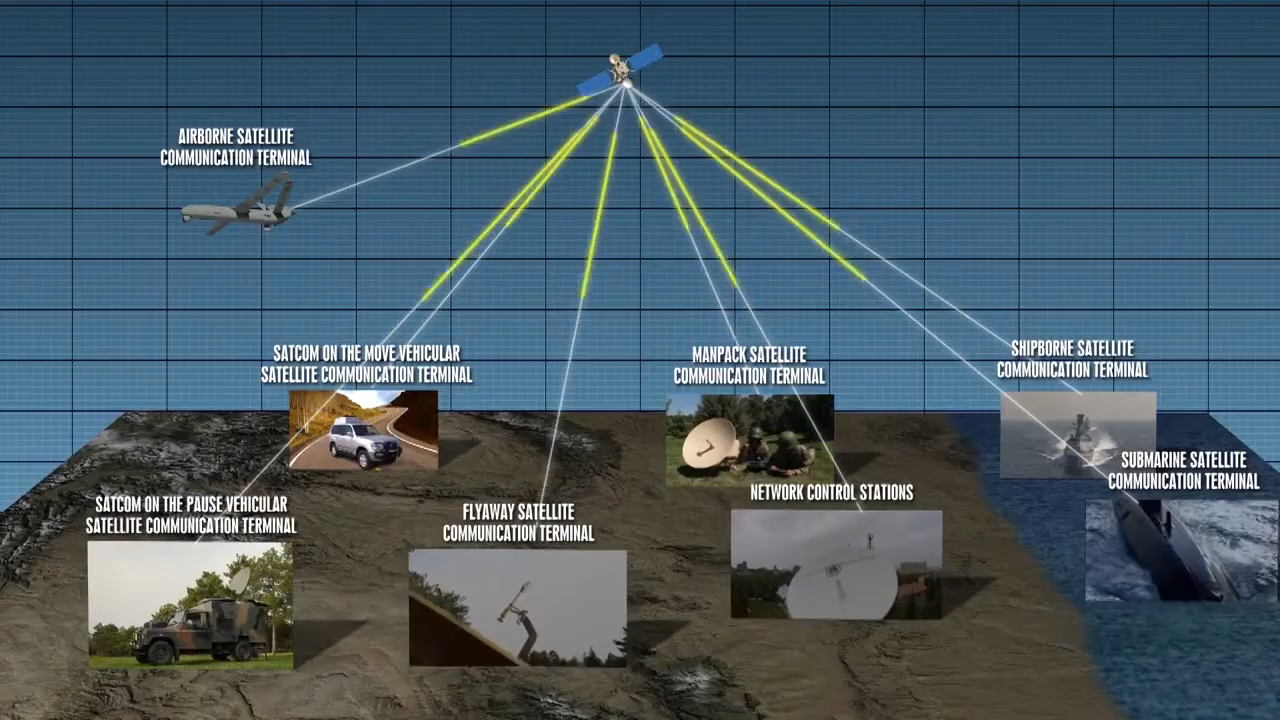 AIRBORNE SATELLITE
COMMUNICATION TERMINAL
SATCOM ON THE MOVE VEHICULAR
SATELLITE COMMUNICATION TERMINAL
MANPACK SATELLITE
COMMUNICATION TERMINAL
SHIPBORNE SATELLITE
COMMUNICATION TERMINAL
SUBMARINE SATELLITE
COMMUNICATION TERMINAL
SATCOM ON THE PAUSE VEHICULAR
SATELLITE COMMUNICATION TERMINAL
FLYAWAY SATELLITE
COMMUNICATION TERMINAL
NETWORK CONTROL STATIONS